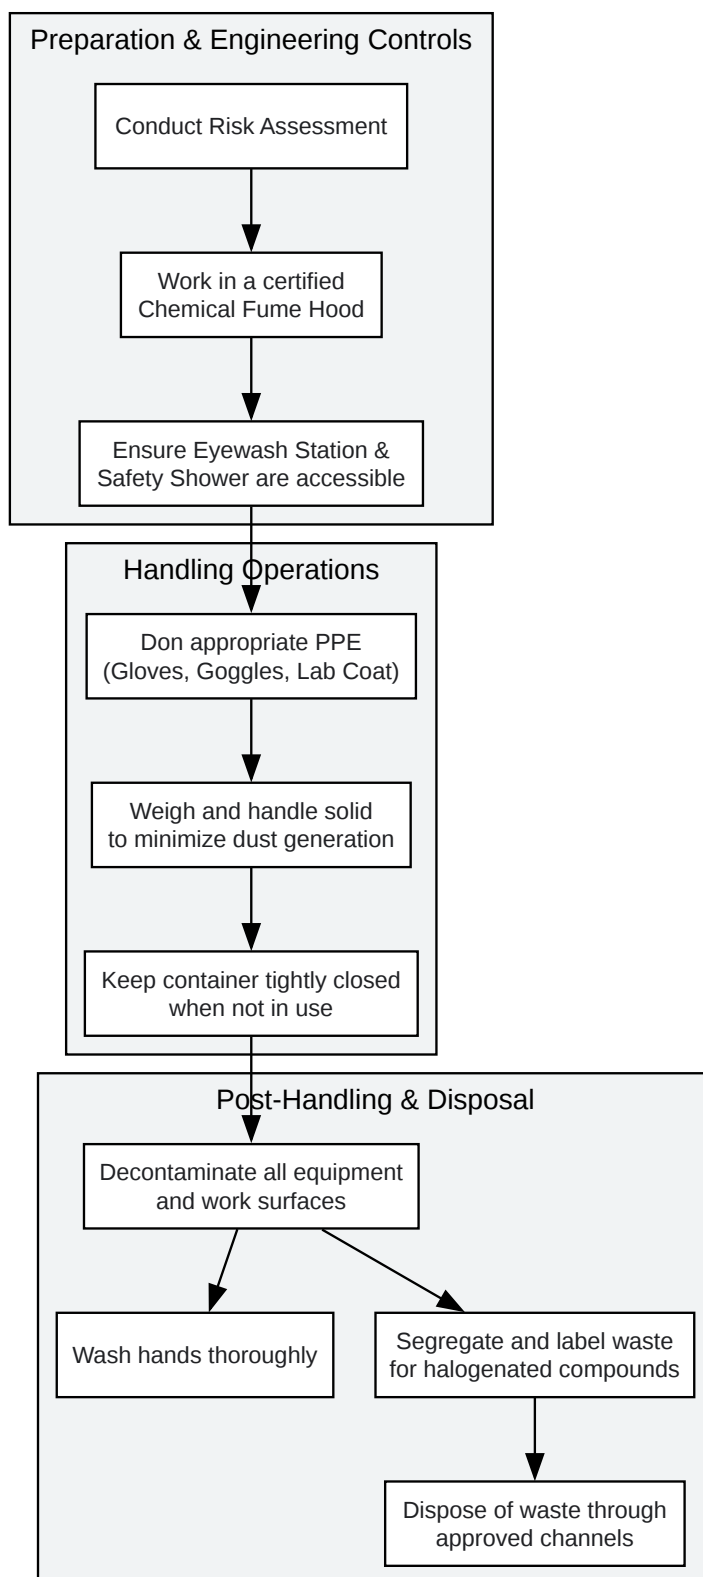 Preparation & Engineering Controls
Conduct Risk Assessment
Work in a certified
Chemical Fume Hood
Ensure Eyewash Station &
Safety Shower are accessible
Handling Operations
Don appropriate PPE
(Gloves, Goggles, Lab Coat)
Weigh and handle solid
to minimize dust generation
Keep container tightly closed
when not in use
Post-Handling & Disposal
Decontaminate all equipment
and work surfaces
Wash hands thoroughly
Segregate and label waste
for halogenated compounds
Dispose of waste through
approved channels